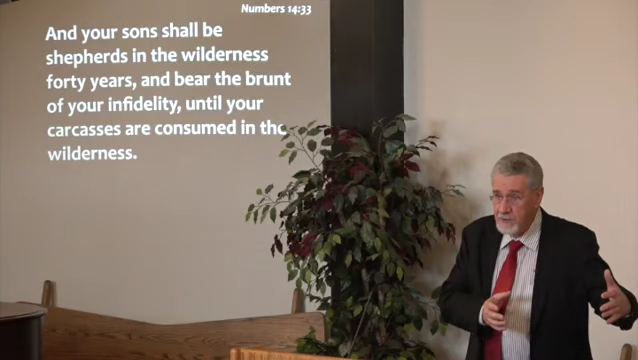 Numbers 14:33
And your sons shall be
shepherds in the wilderness
forty years, and bear the brunt
of your infidelity, until your
carcasses are consumed in the
wilderness.